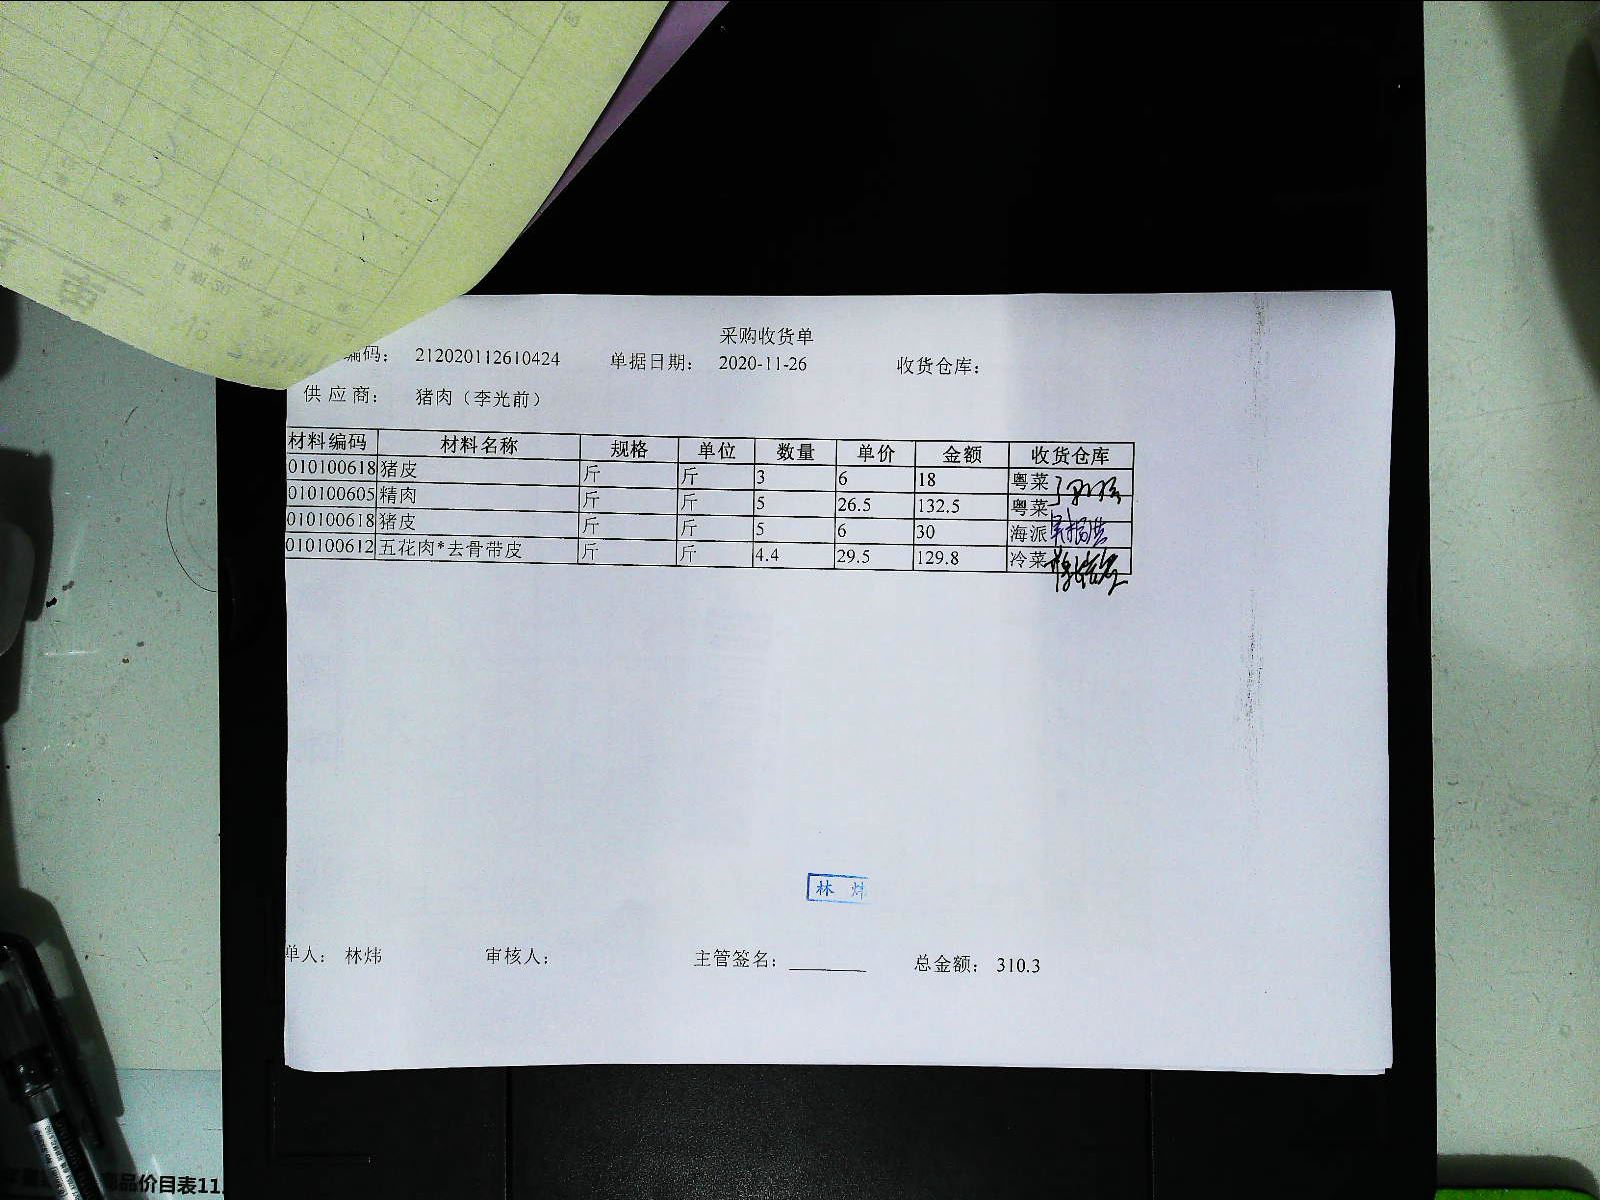 采购收货单
编码： 212020112610424 单据日期： 2020-11-26 收货仓库：
供 应 商： 猪肉（李光前）
材料编码 材料名称 规格 单位 数量 单价 金额 收货仓库
010100618 猪皮 斤 斤 3 6 18 粤菜
010100605 精肉 斤 斤 5 26.5 132.5 粤菜
010100618 猪皮 斤 斤 5 6 30 海派
010100612 五花肉*去骨带皮 斤 斤 4.4 29.5 129.8 冷菜
林 炜
单人： 林炜 审核人： 主管签名： 总金额： 310.3
品价目表11